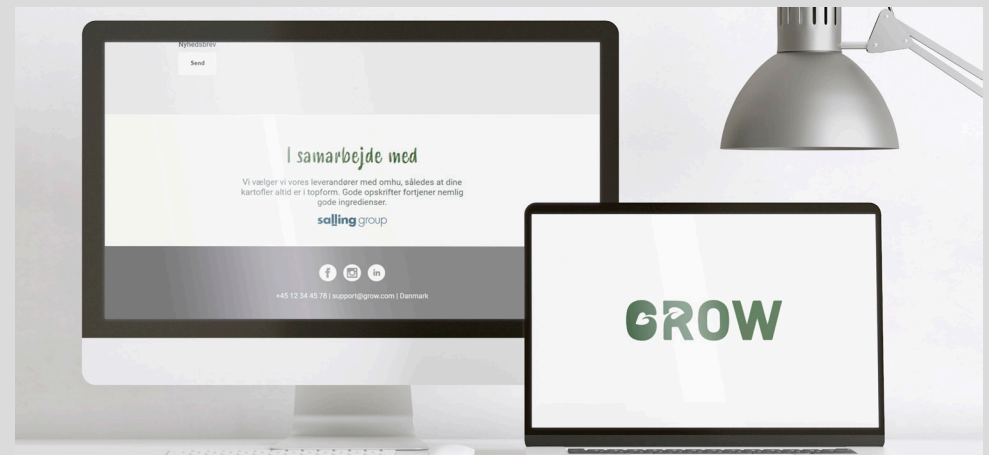 Nyhedsbrev
Send
I samarbejde med
Vi vælger vi vores leverandører med omhu, således at dine
kartofler altid er i topform. Gode opskrifter fortjener nemlig
gode ingredienser.
salling group
+45 12 34 45 78 | support@grow.com | Danmark
GROW